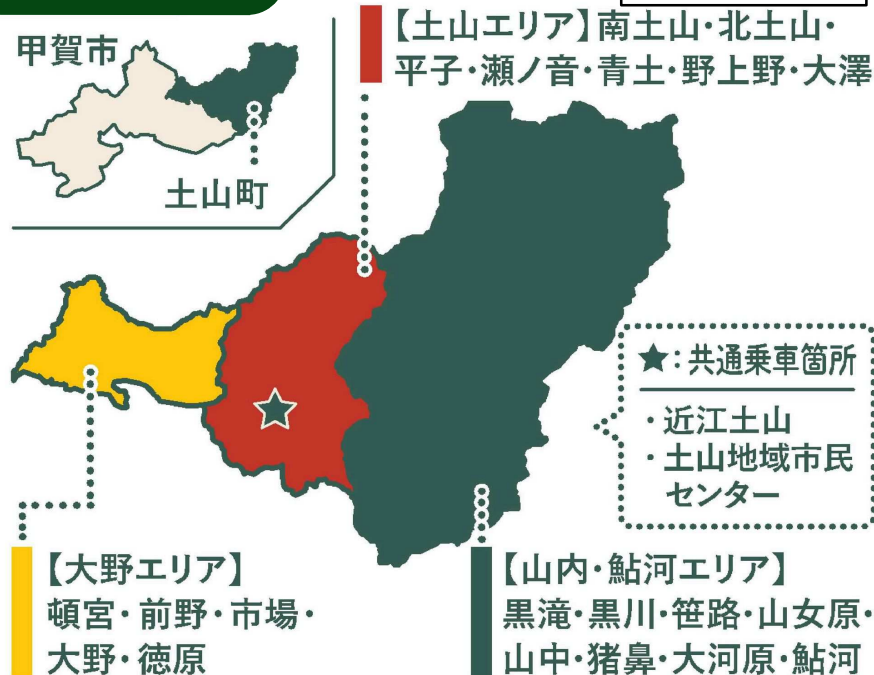 甲賀市
土山町
【土山エリア】南土山・北土山・
平子・瀬ノ音・青土・野上野・大澤
★：共通乗車箇所
・近江土山
・土山地域市民
センター
【大野エリア】
頓宮・前野・市場・
大野・徳原
【山内・鮎河エリア】
黒滝・黒川・笹路・山女原・
山中・猪鼻・大河原・鮎河